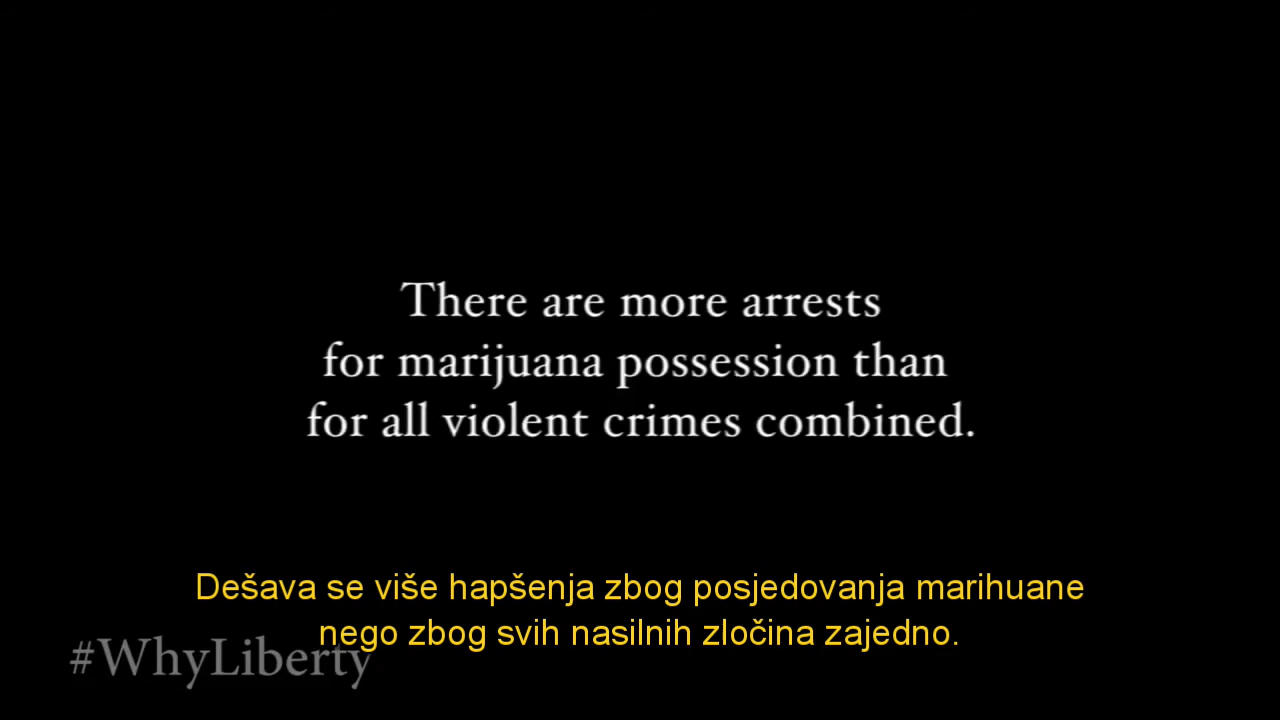 There are more arrests
for marijuana possession than
for all violent crimes combined.
Dešava se više hapšenja zbog posjedovanja marihuane
nego zbog svih nasilnih zločina zajedno.
#WhyLiberty